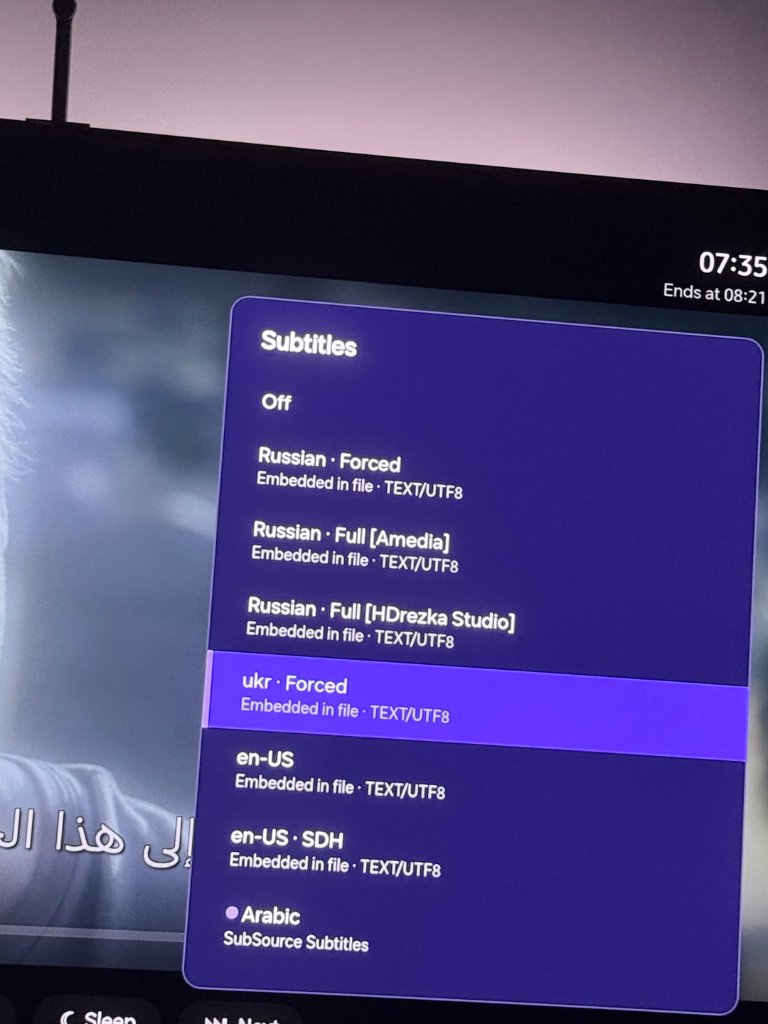 07:35
Ends at 08:21
Subtitles
Off
Russian · Forced
Embedded in file · TEXT/UTF8
Russian · Full [Amedia]
Embedded in file · TEXT/UTF8
Russian · Full [HDrezka Studio]
Embedded in file · TEXT/UTF8
ukr · Forced
Embedded in file · TEXT/UTF8
en-US
Embedded in file · TEXT/UTF8
en-US · SDH
Embedded in file · TEXT/UTF8
إلى هذا
Arabic
SubSource Subtitles
Sleep
Next